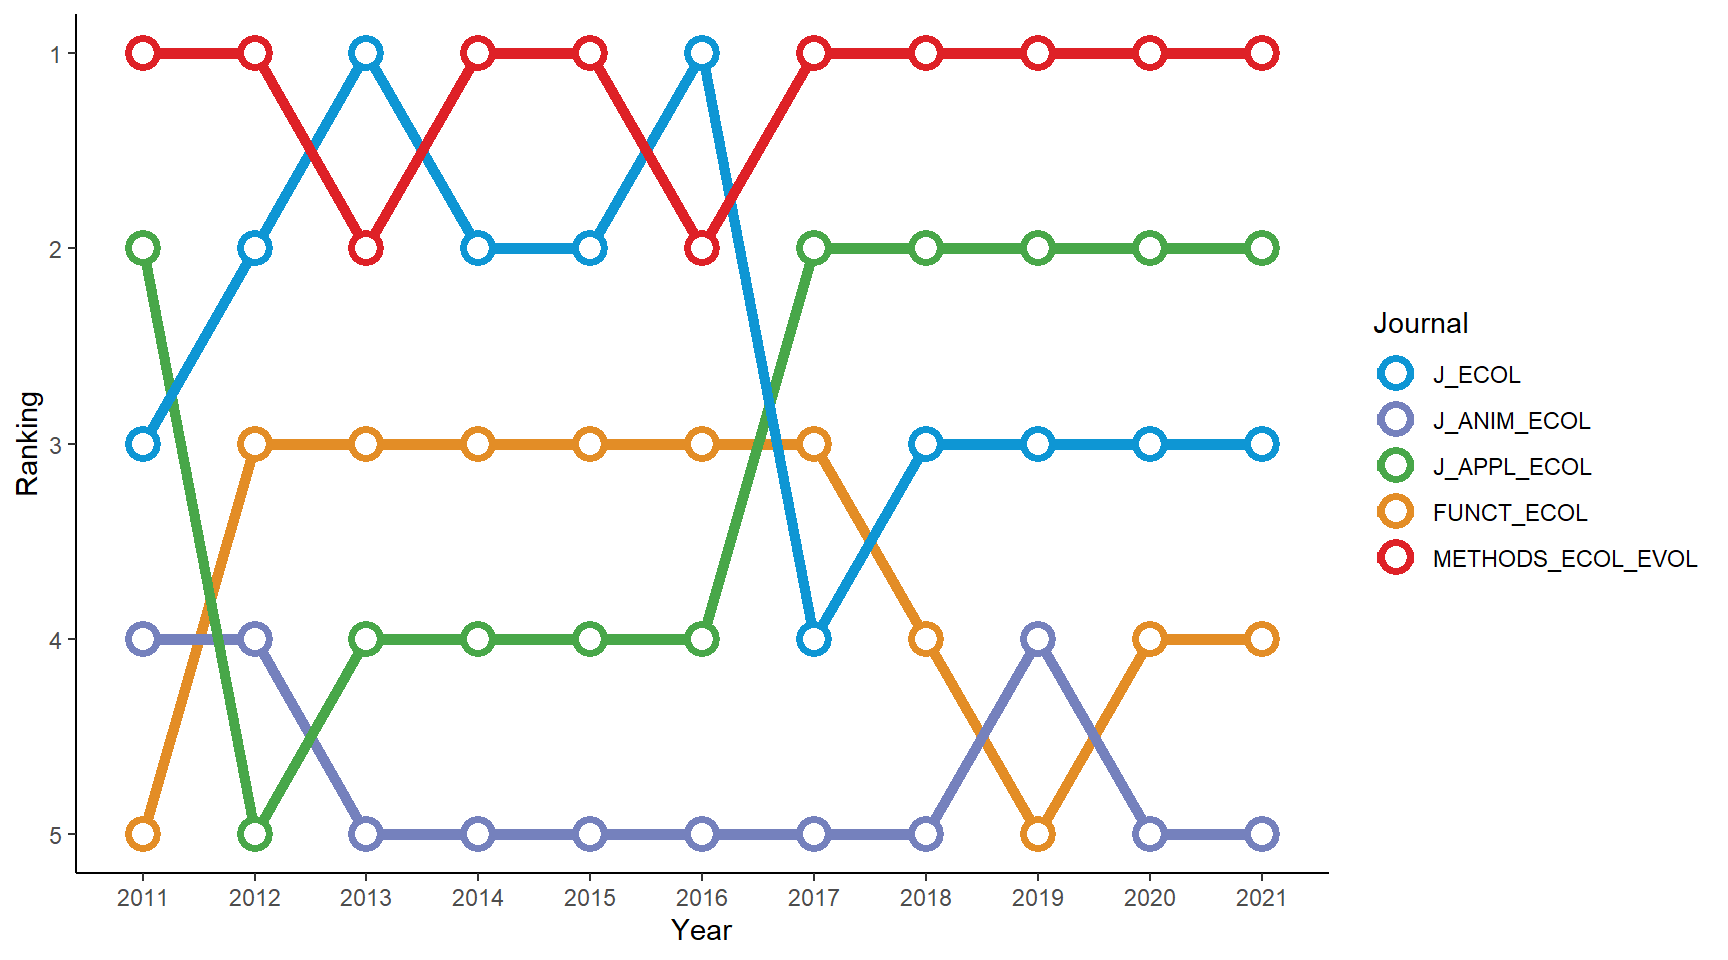 1
2
3
4
5
Ranking
2011 2012 2013 2014 2015 2016 2017 2018 2019 2020 2021
Year
Journal
J_ECOL
J_ANIM_ECOL
J_APPL_ECOL
FUNCT_ECOL
METHODS_ECOL_EVOL